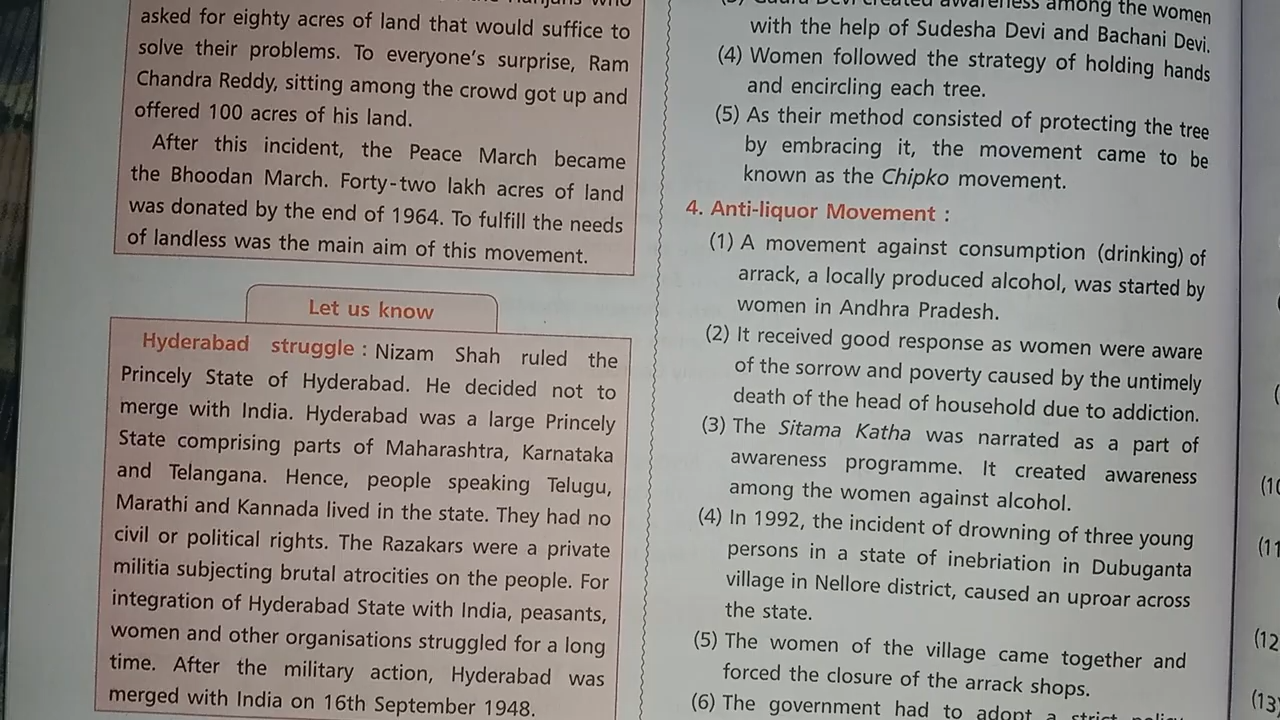 asked for eighty acres of land that would suffice to
solve their problems. To everyone's surprise, Ram
Chandra Reddy, sitting among the crowd got up and
offered 100 acres of his land.
After this incident, the Peace March became
the Bhoodan March. Forty-two lakh acres of land
was donated by the end of 1964. To fulfill the needs
of landless was the main aim of this movement.
Let us know
Hyderabad struggle : Nizam Shah ruled the
Princely State of Hyderabad. He decided not to
merge with India. Hyderabad was a large Princely
State comprising parts of Maharashtra, Karnataka
and Telangana. Hence, people speaking Telugu,
Marathi and Kannada lived in the state. They had no
civil or political rights. The Razakars were a private
militia subjecting brutal atrocities on the people. For
integration of Hyderabad State with India, peasants,
women and other organisations struggled for a long
time. After the military action, Hyderabad was
merged with India on 16th September 1948.
awareness among the women
with the help of Sudesha Devi and Bachani Devi.
(4) Women followed the strategy of holding hands
and encircling each tree.
(5) As their method consisted of protecting the tree
by embracing it, the movement came to be
known as the Chipko movement.
4. Anti-liquor Movement :
(1) A movement against consumption (drinking) of
arrack, a locally produced alcohol, was started by
women in Andhra Pradesh.
(2) It received good response as women were aware
of the sorrow and poverty caused by the untimely
death of the head of household due to addiction.
(3) The Sitama Katha was narrated as a part of
awareness programme. It created awareness
among the women against alcohol.
(4) In 1992, the incident of drowning of three young
persons in a state of inebriation in Dubuganta
village in Nellore district, caused an uproar across
the state.
(5) The women of the village came together and
forced the closure of the arrack shops.
(6) The government had to adopt a strict
(12
(13